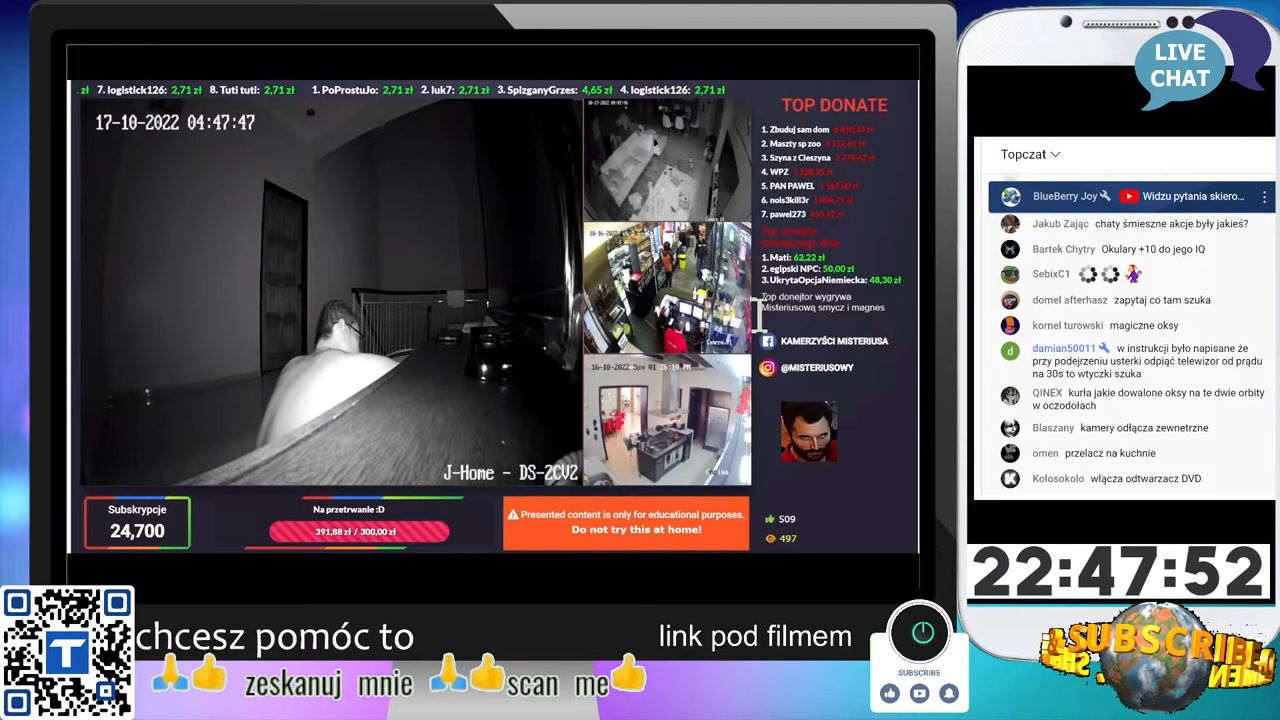 zł 7. logistick126: 2,71 zł 8. Tuti tuti: 2,71 zł 1. PoProstuJo: 2,71 zł 2. luk7: 2,71 zł 3. SpizganyGrzes: 4,65 zł 4. logistick126: 2,71 zł
17-10-2022 04:47:47
J-Home - DS-2CV2
TOP DONATE
1. Zbuduj sam dom
2. Maszty sp zoo
3. Szyna z Cieszyna
4. WPZ
5. PAN PAWEL
6. nois3kill3r
7. pawel273
1.Mati: 62,22 zł
2.egipski NPC: 50,00 zł
3.UkrytaOpcjaNiemiecka: 48,30 zł
Top donejtor wygrywa
Misteriusową smycz i magnes
KAMERZYŚCI MISTERIUSA
@MISTERIUSOWY
509
497
Subskrypcje
24,700
Na przetrwanie :D
391,88 zł / 300,00 zł
Presented content is only for educational purposes.
Do not try this at home!
LIVE
CHAT
Topczat
BlueBerry Joy Widzu pytania skiero...
Jakub Zając chaty śmieszne akcje były jakieś?
Bartek Chytry Okulary +10 do jego IQ
SebixC1
domel afterhasz zapytaj co tam szuka
kornel turowski magiczne oksy
damian50011 w instrukcji było napisane że
przy podejrzeniu usterki odpiąć telewizor od prądu
na 30s to wtyczki szuka
QINEX kurła jakie dowalone oksy na te dwie orbity
w oczodołach
Blaszany kamery odłącza zewnetrzne
omen przelacz na kuchnie
Kolosokolo włącza odtwarzacz DVD
22:47:52
chcesz pomóc to
link pod filmem
zeskanuj mnie
scan me
SUBSCRIBE
T